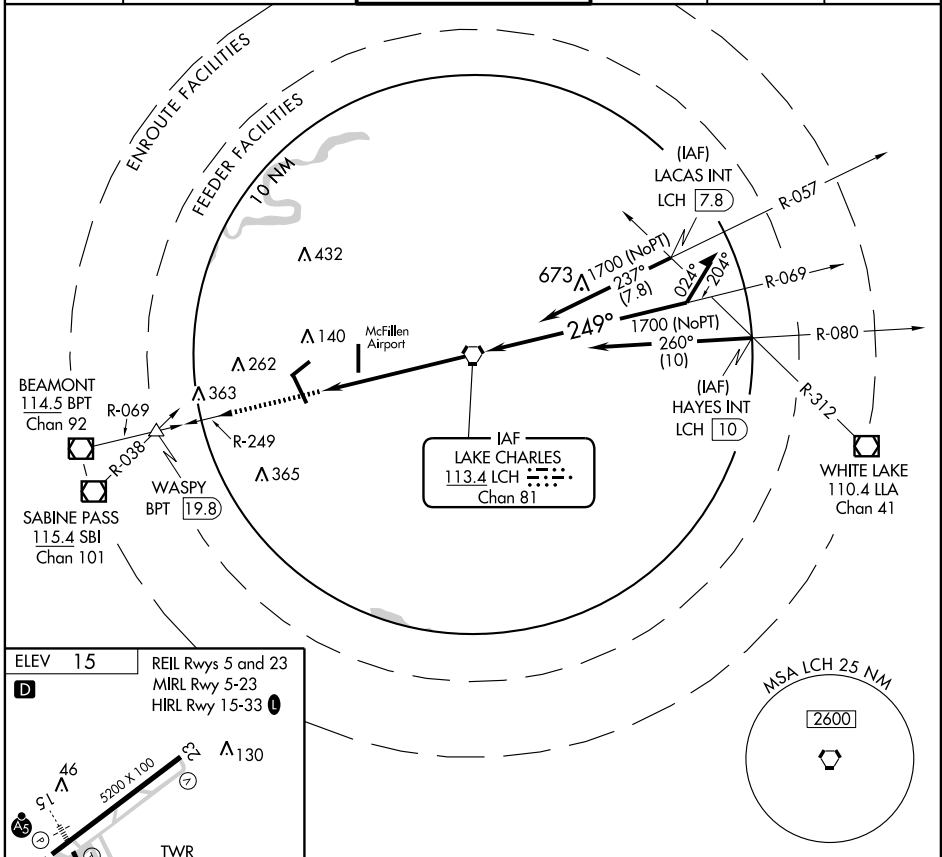 ENROUTE FACILITIES
FEEDER FACILITIES
10 NM
(IAF)
LACAS INT
LCH 7.8
R-057
432
673
1700 (NoPT)
237°
(7.8)
024°
204°
R-069
249°
1700 (NoPT)
260°
(10)
R-080
140
McFillen
Airport
262
363
BEAMONT
114.5 BPT
Chan 92
R-069
R-249
R-038
(IAF)
HAYES INT
LCH 10
R-312
IAF
LAKE CHARLES
113.4 LCH
Chan 81
WHITE LAKE
110.4 LLA
Chan 41
365
WASPY
BPT 19.8
SABINE PASS
115.4 SBI
Chan 101
ELEV 15
D
REIL Rwys 5 and 23
MIRL Rwy 5-23
HIRL Rwy 15-33 L
MSA LCH 25 NM
2600
130
23
5200 X 100
V
46
15
A5
P
TWR